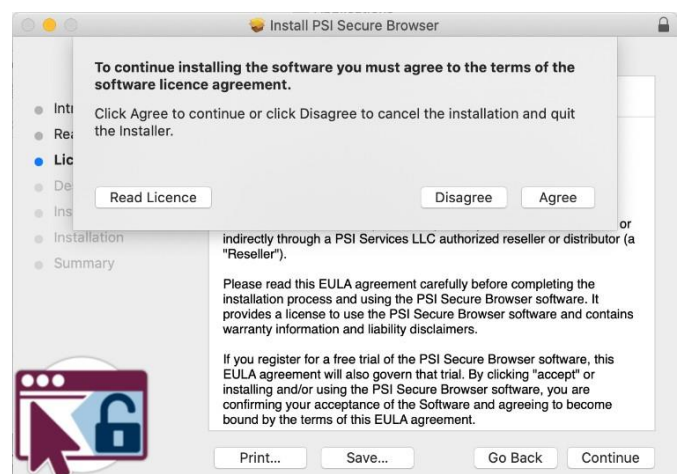 Install PSI Secure Browser
To continue installing the software you must agree to the terms of the
software licence agreement.
Click Agree to continue or click Disagree to cancel the installation and quit
the Installer.
Read Licence
Disagree
Agree
Lic
De
Ins
Installation
Summary
or
indirectly through a PSI Services LLC authorized reseller or distributor (a
"Reseller").
Please read this EULA agreement carefully before completing the
installation process and using the PSI Secure Browser software. It
provides a license to use the PSI Secure Browser software and contains
warranty information and liability disclaimers.
If you register for a free trial of the PSI Secure Browser software, this
EULA agreement will also govern that trial. By clicking "accept" or
installing and/or using the PSI Secure Browser software, you are
confirming your acceptance of the Software and agreeing to become
bound by the terms of this EULA agreement.
Print...
Save...
Go Back
Continue